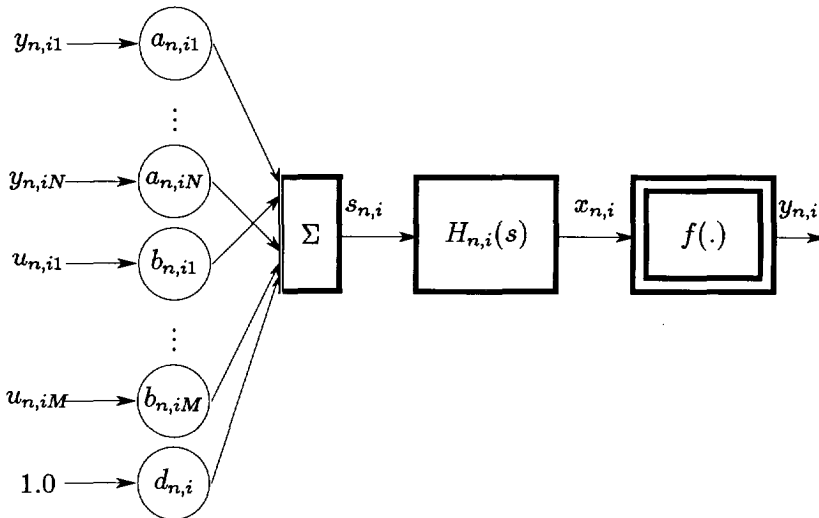 y_{n,i1} a_{n,i1}
⋮
y_{n,iN} a_{n,iN}
u_{n,i1} b_{n,i1}
⋮
u_{n,iM} b_{n,iM}
1.0 d_{n,i}
Σ s_{n,i} H_{n,i}(s) x_{n,i} f(.) y_{n,i}